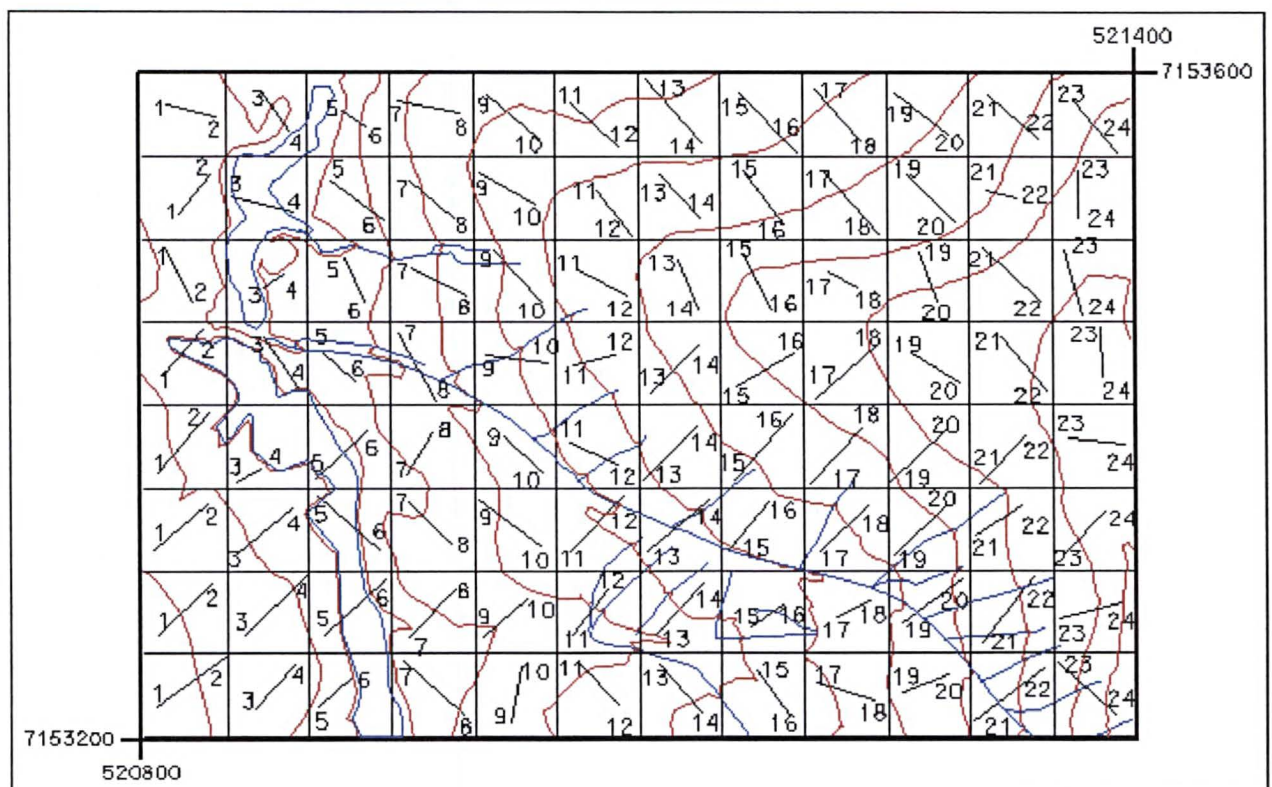 521400
7153600
1 3 5 7 9 11 13 15 17 19 21 23
2 4 6 8 10 12 14 16 18 20 22 24
2 3 5 7 9 11 13 15 17 19 21 23
1 4 6 8 10 12 14 16 18 20 22 24
1 4 5 7 9 11 13 15 17 19 21 23
2 3 6 8 10 12 14 16 18 20 22 24
2 3 5 7 10 12 14 16 18 19 21 23
1 4 6 8 9 11 13 15 17 20 22 24
2 4 6 8 9 11 14 16 18 20 22 23
1 3 5 7 10 12 13 15 17 19 21 24
2 4 5 7 9 12 14 16 18 20 22 24
1 3 6 8 10 11 13 15 17 19 21 23
2 4 6 8 10 12 14 16 18 20 22 24
1 3 5 7 9 11 13 15 17 19 21 23
2 4 6 7 10 11 13 15 17 19 22 23
1 3 5 8 9 12 14 16 18 20 21 24
7153200
520800